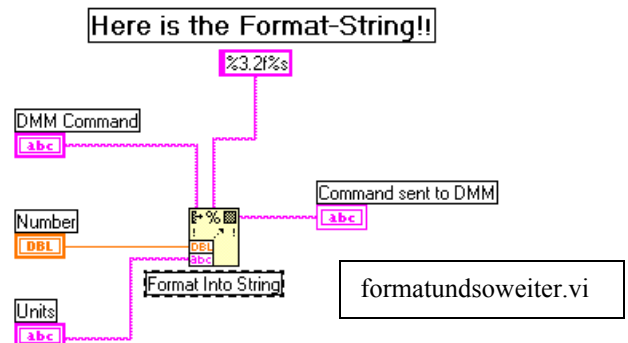 Here is the Format-String!!
%3.2f%s
DMM Command
abc
Command sent to DMM
abc
Number
DBL
%
DBL
abc
Format Into String
formatundsoweiter.vi
Units
abc